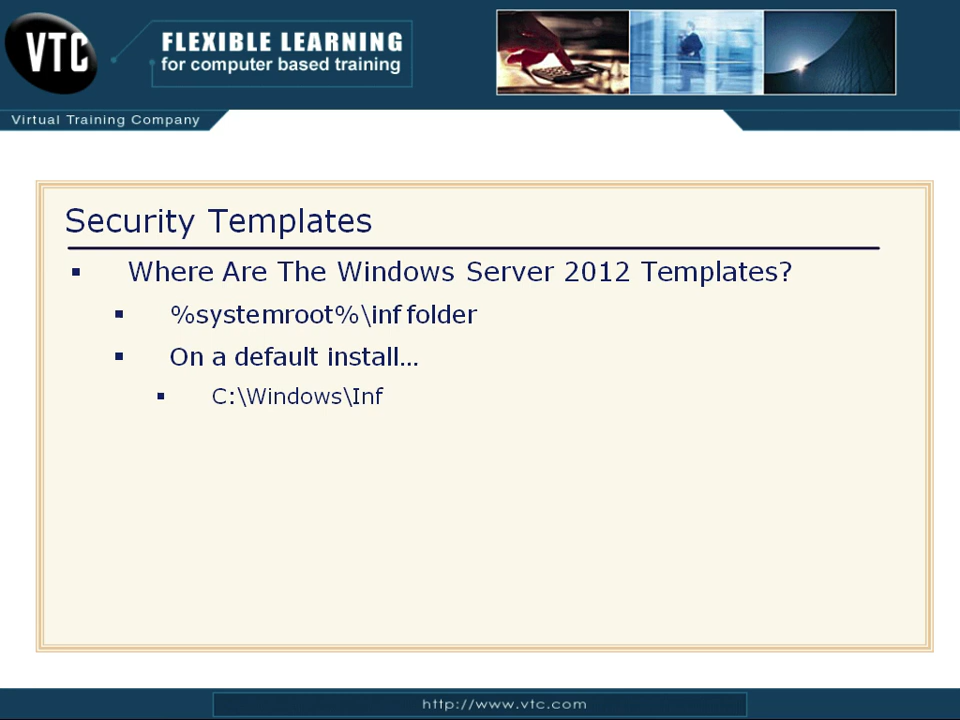 VTC
FLEXIBLE LEARNING
for computer based training
Virtual Training Company
Security Templates
▪ Where Are The Windows Server 2012 Templates?
▪ %systemroot%\inf folder
▪ On a default install...
▪ C:\Windows\Inf
http://www.vtc.com